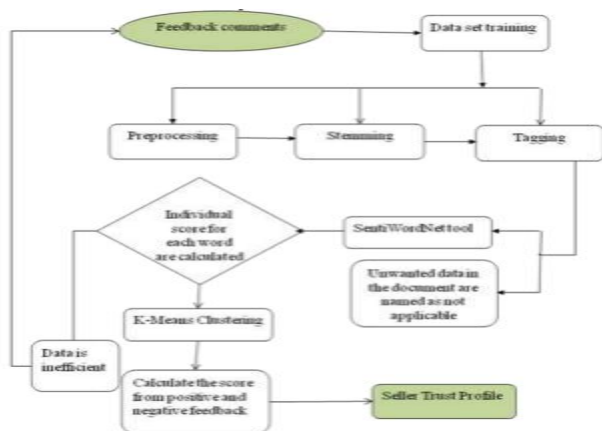 Feedback comments
Data set training
Preprocessing
Stemming
Tagging
Individual
score for
each word
are calculated
SentiWordNet tool
Unwanted data in
the document are
named as not
applicable
K-Means Clustering
Data is
inefficient
Calculate the score
from positive and
negative feedback
Seller Trust Profile